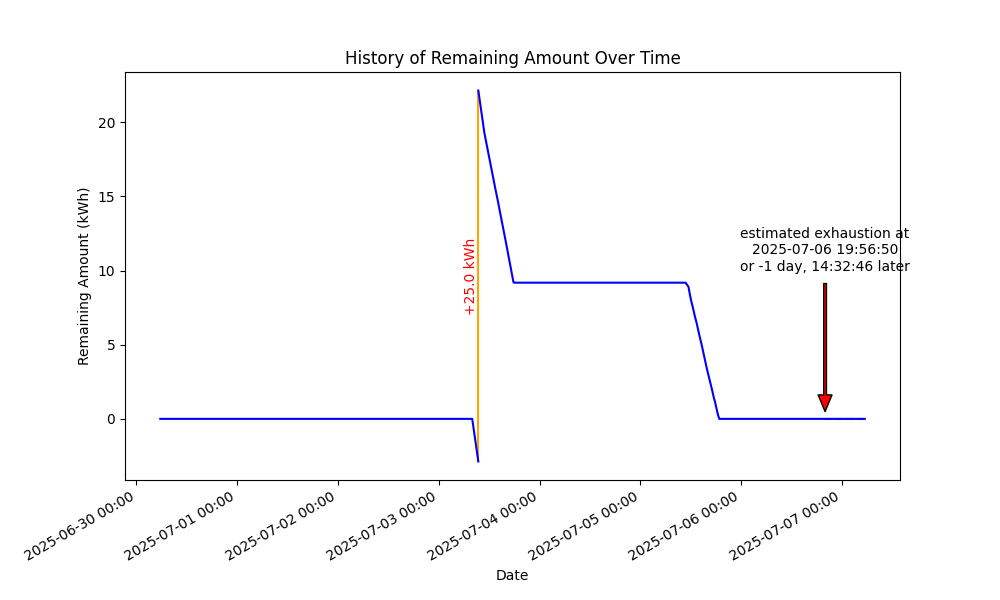 History of Remaining Amount Over Time
Remaining Amount (kWh)
20
15
10
5
0
+25.0 kWh
estimated exhaustion at
2025-07-06 19:56:50
or -1 day, 14:32:46 later
2025-06-30 00:00
2025-07-01 00:00
2025-07-02 00:00
2025-07-03 00:00
2025-07-04 00:00
2025-07-05 00:00
2025-07-06 00:00
2025-07-07 00:00
Date